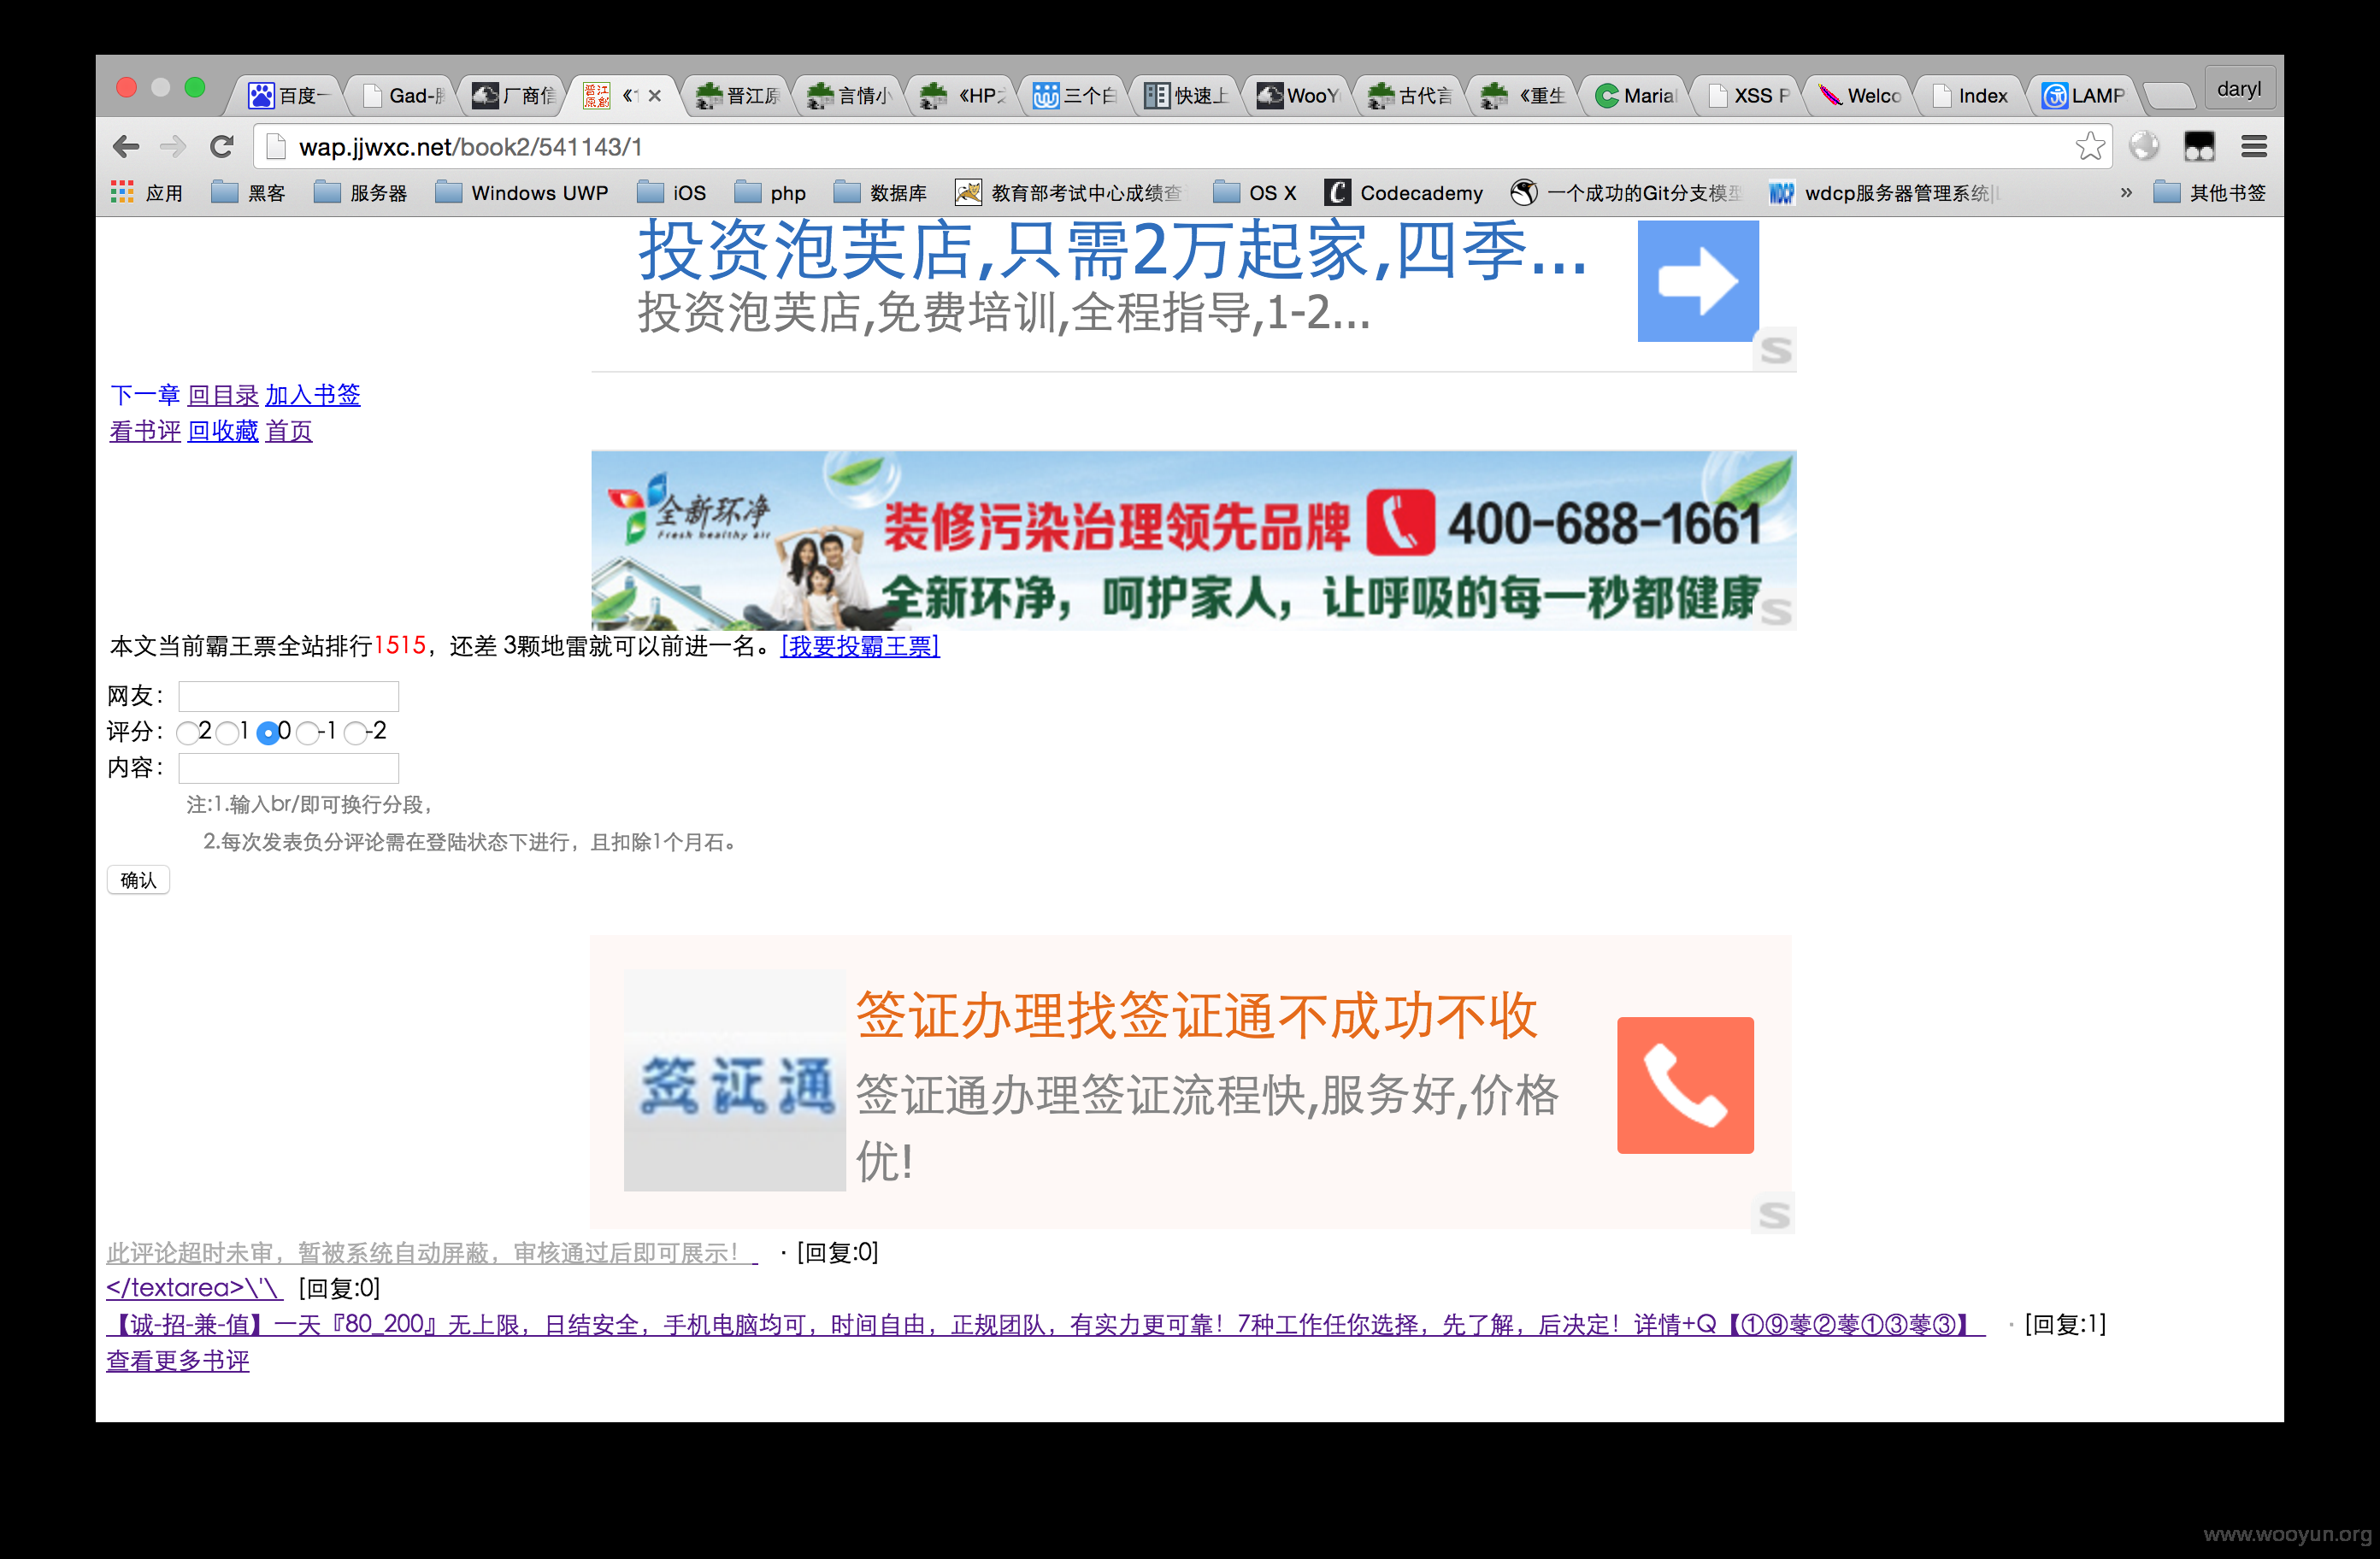 百度一
Gad-
厂商信
《1
晋江原
言情小
《HP之
三个白
快速上
WooY
古代言
《重生
Maria
XSS P
Welco
Index
LAMP
daryl
wap.jjwxc.net/book2/541143/1
应用 黑客 服务器 Windows UWP iOS php 数据库 教育部考试中心成绩查 OS X Codecademy 一个成功的Git分支模型 wdcp服务器管理系统 » 其他书签
投资泡芙店,只需2万起家,四季...
投资泡芙店,免费培训,全程指导,1-2...
下一章 回目录 加入书签
看书评 回收藏 首页
全新环净
Fresh healthy air
装修污染治理领先品牌 400-688-1661
全新环净，呵护家人，让呼吸的每一秒都健康
本文当前霸王票全站排行1515，还差 3颗地雷就可以前进一名。[我要投霸王票]
网友：
评分： 2 1 0 -1 -2
内容：
注:1.输入br/即可换行分段，
2.每次发表负分评论需在登陆状态下进行，且扣除1个月石。
确认
签证通
签证办理找签证通不成功不收
签证通办理签证流程快,服务好,价格
优!
此评论超时未审，暂被系统自动屏蔽，审核通过后即可展示！ · [回复:0]
</textarea>\'\ [回复:0]
【诚-招-兼-值】一天『80_200』无上限，日结安全，手机电脑均可，时间自由，正规团队，有实力更可靠！7种工作任你选择，先了解，后决定！详情+Q【①⑨蕶②蕶①③蕶③】 · [回复:1]
查看更多书评
www.wooyun.org